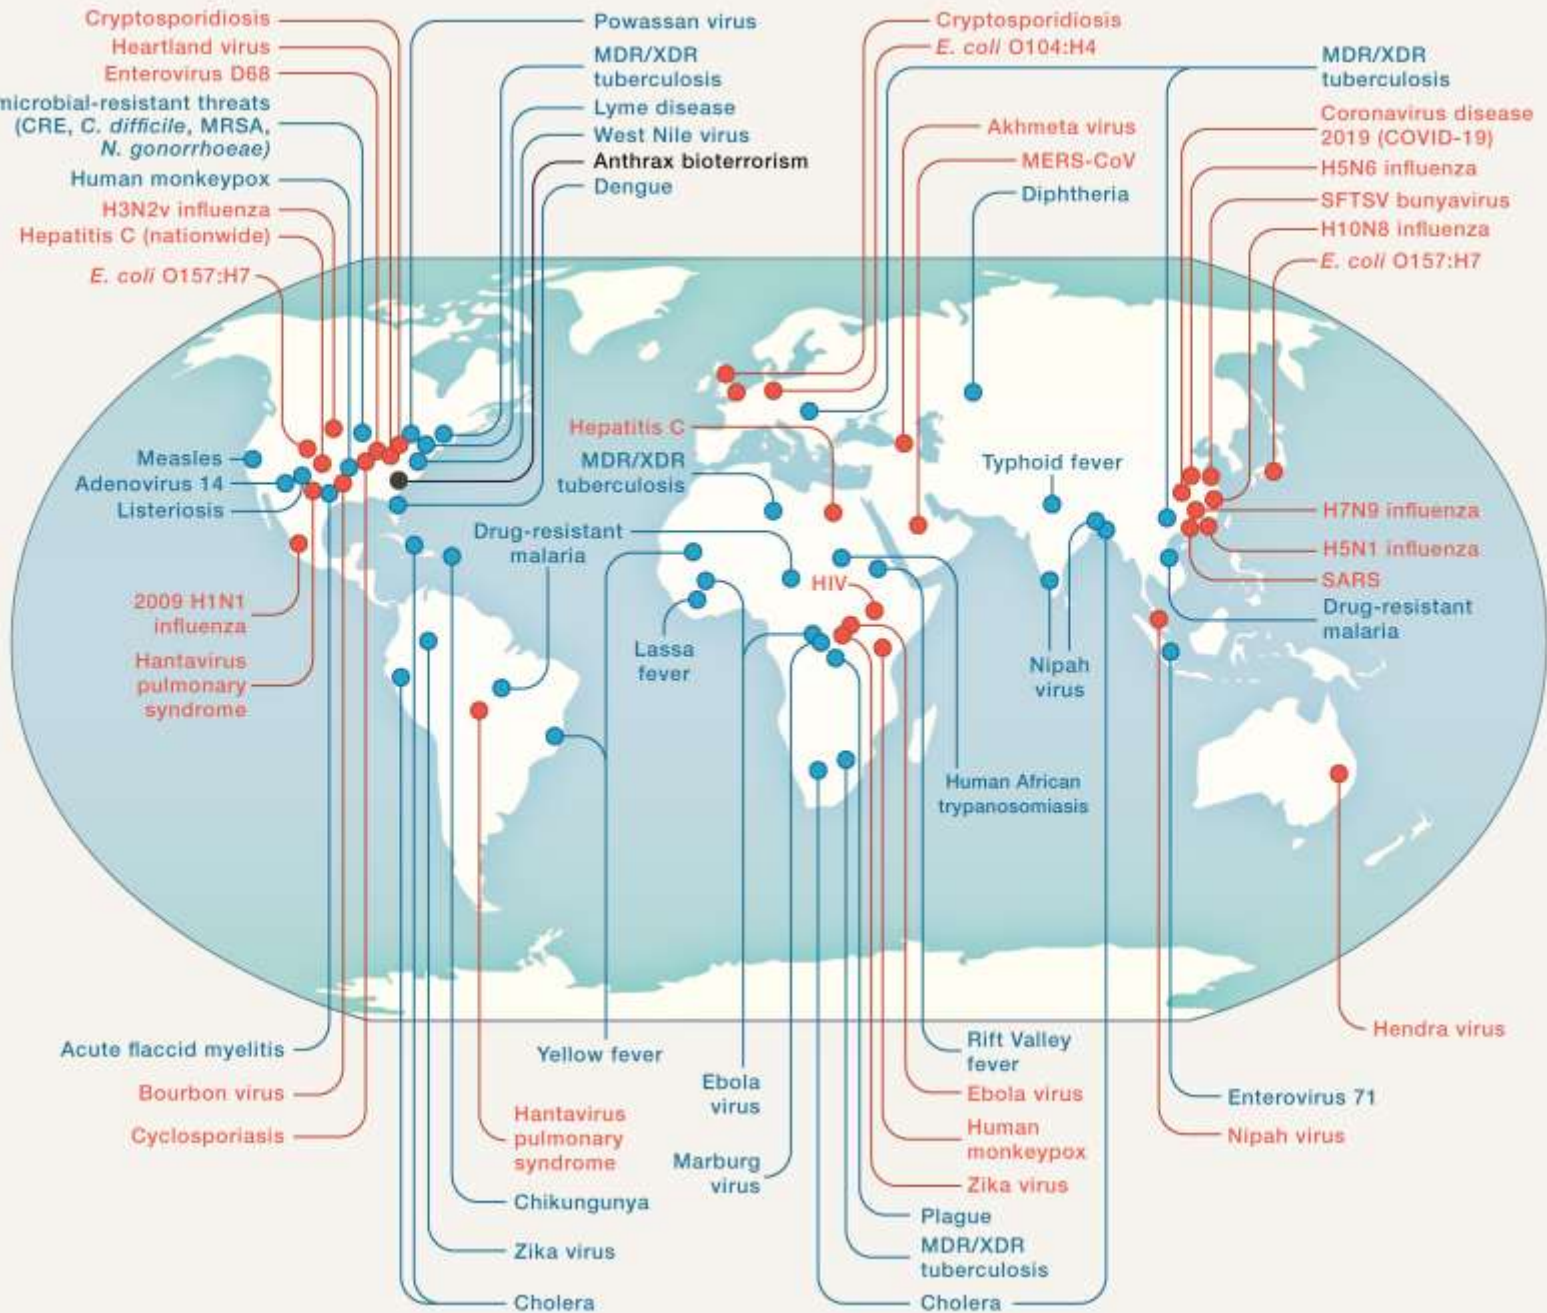 Cryptosporidiosis
Heartland virus
Enterovirus D68
microbial-resistant threats
(CRE, C. difficile, MRSA,
N. gonorrhoeae)
Human monkeypox
H3N2v influenza
Hepatitis C (nationwide)
E. coli O157:H7
Powassan virus
MDR/XDR
tuberculosis
Lyme disease
West Nile virus
Anthrax bioterrorism
Dengue
Cryptosporidiosis
E. coli O104:H4
Akhmeta virus
MERS-CoV
Diphtheria
MDR/XDR
tuberculosis
Coronavirus disease
2019 (COVID-19)
H5N6 influenza
SFTSV bunyavirus
H10N8 influenza
E. coli O157:H7
Measles
Adenovirus 14
Listeriosis
2009 H1N1
influenza
Hantavirus
pulmonary
syndrome
Hepatitis C
MDR/XDR
tuberculosis
Drug-resistant
malaria
HIV
Lassa
fever
Typhoid fever
Nipah
virus
Human African
trypanosomiasis
H7N9 influenza
H5N1 influenza
SARS
Drug-resistant
malaria
Acute flaccid myelitis
Bourbon virus
Cyclosporiasis
Yellow fever
Hantavirus
pulmonary
syndrome
Chikungunya
Zika virus
Cholera
Ebola
virus
Marburg
virus
Rift Valley
fever
Ebola virus
Human
monkeypox
Zika virus
Plague
MDR/XDR
tuberculosis
Cholera
Hendra virus
Enterovirus 71
Nipah virus